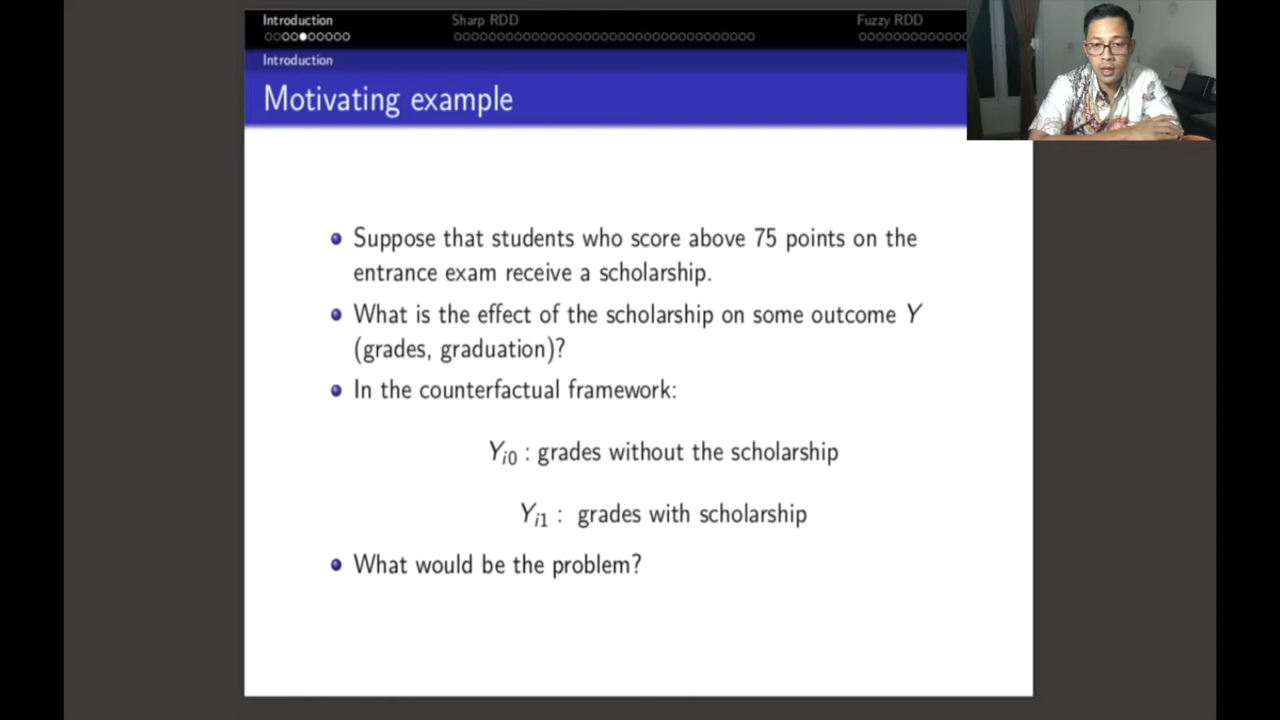 Introduction
Sharp RDD
Fuzzy RDD
Introduction
Motivating example
Suppose that students who score above 75 points on the
entrance exam receive a scholarship.
What is the effect of the scholarship on some outcome Y
(grades, graduation)?
In the counterfactual framework:
Yi0 : grades without the scholarship
Yi1 : grades with scholarship
What would be the problem?